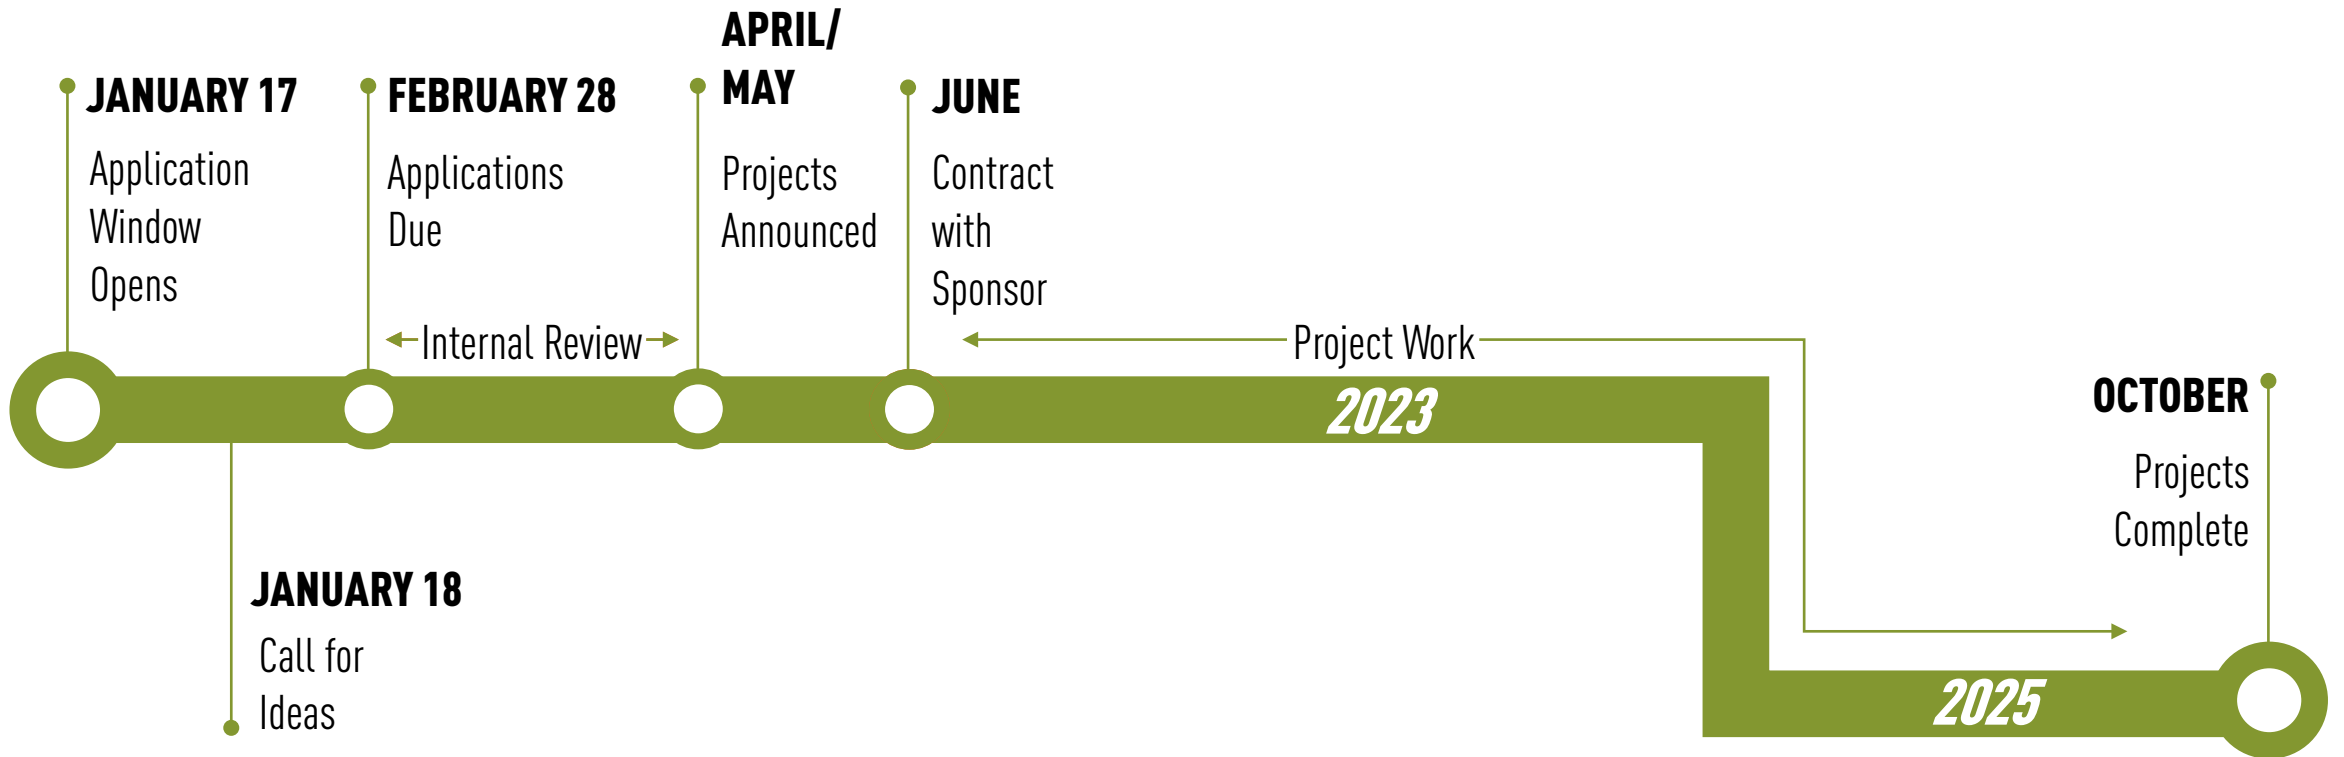 JANUARY 17
Application
Window
Opens
FEBRUARY 28
Applications
Due
APRIL/
MAY
Projects
Announced
JUNE
Contract
with
Sponsor
Internal Review
Project Work
2023
JANUARY 18
Call for
Ideas
OCTOBER
Projects
Complete
2025